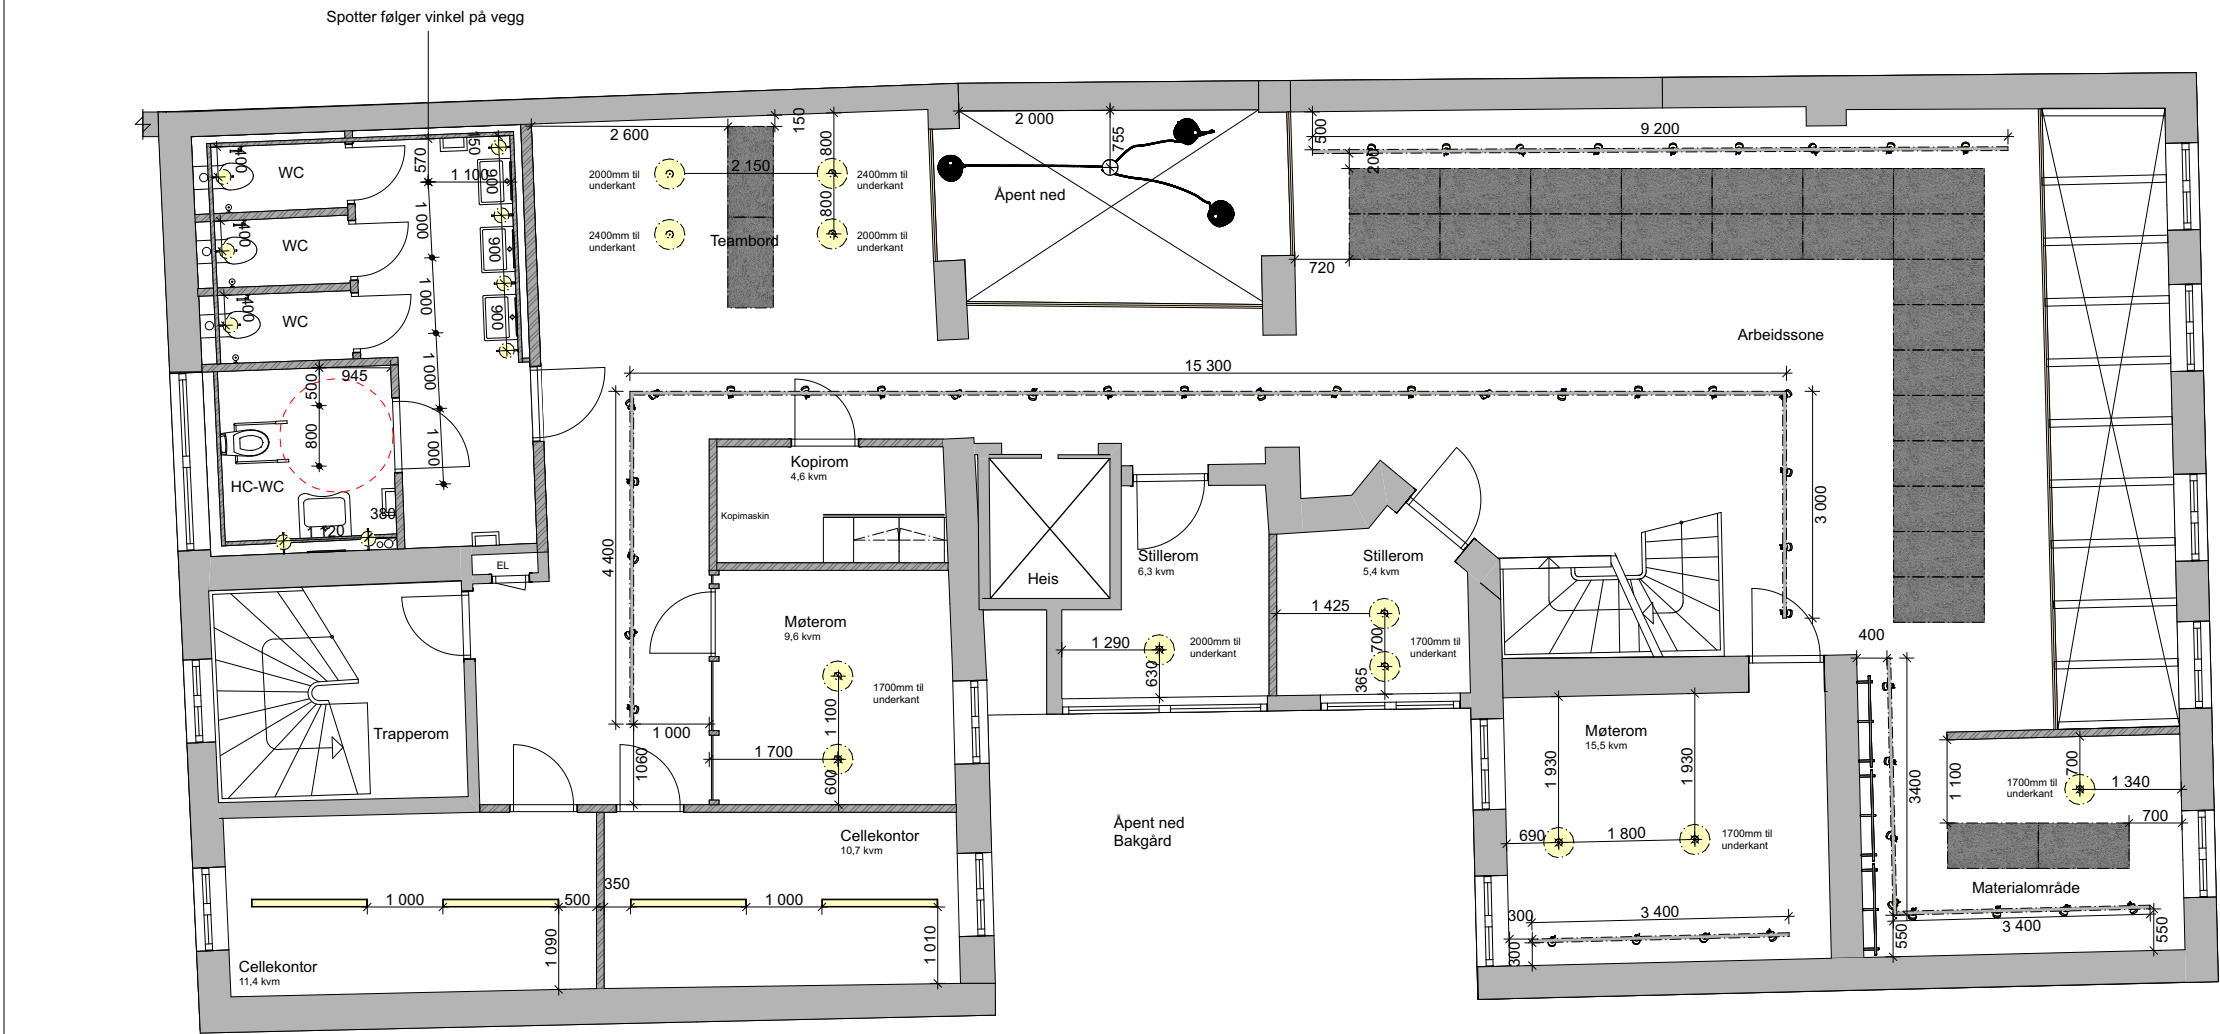 Spotter følger vinkel på vegg
2 600
150
800
2 000
755
500
9 200
200
150
570
1 100
900
400
WC
2000mm til
underkant
2 150
2400mm til
underkant
Åpent ned
1 000
400
WC
900
2400mm til
underkant
Teambord
800
2000mm til
underkant
720
1 000
400
WC
900
Arbeidssone
15 300
1 000
945
500
800
1 000
HC-WC
380
1 120
Kopirom
4,6 kvm
Kopimaskin
3 000
4 400
EL
Heis
Stillerom
6,3 kvm
Stillerom
5,4 kvm
Møterom
9,6 kvm
1 425
700
1700mm til
underkant
365
1 290
2000mm til
underkant
630
400
1700mm til
underkant
1 100
Trapperom
1 000
1 700
1060
600
Møterom
15,5 kvm
1 930
1 930
3400
1 100
700
1700mm til
underkant
1 340
700
Åpent ned
Bakgård
690
1 800
1700mm til
underkant
Cellekontor
10,7 kvm
350
1 000
500
1 000
Materialområde
300
3 400
300
3 400
550
550
1 090
1 010
Cellekontor
11,4 kvm